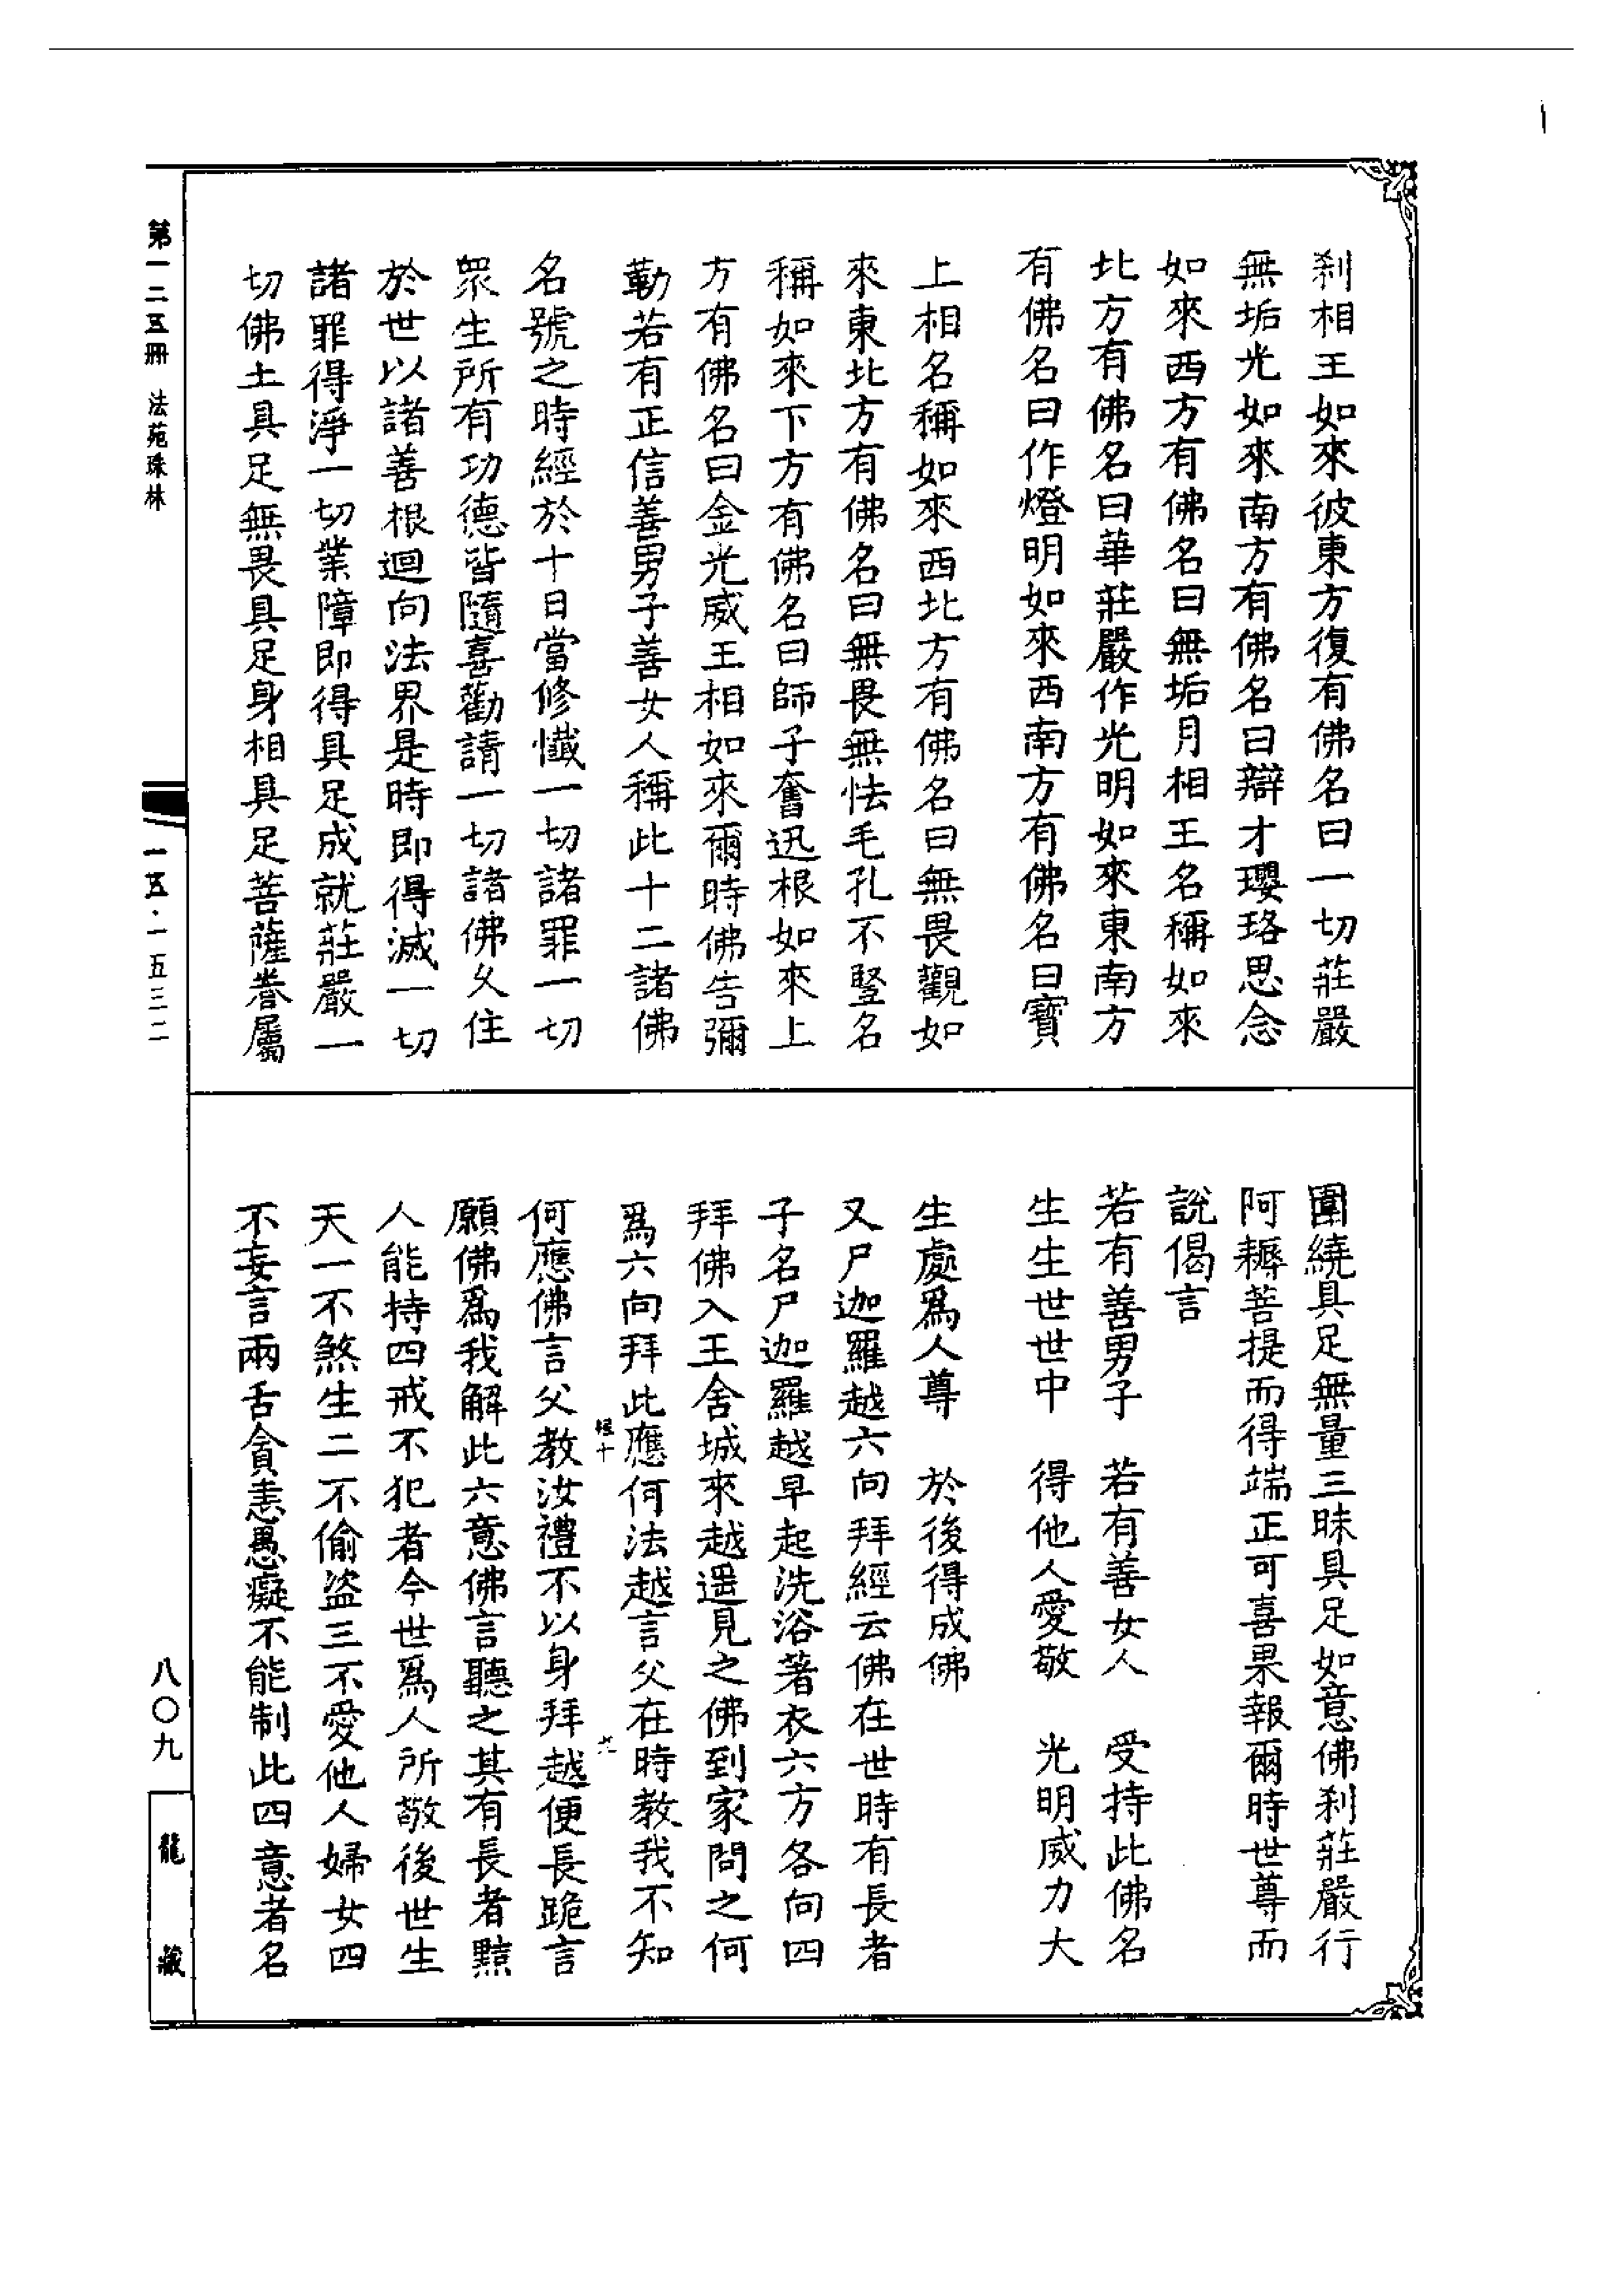 刹相王如來彼東方復有佛名曰一切莊嚴
無垢光如來南方有佛名曰辯才瓔珞思念
如來西方有佛名曰無垢月相王名稱如來
北方有佛名曰華莊嚴作光明如來東南方
有佛名曰作燈明如來西南方有佛名曰寶
上相名稱如來西北方有佛名曰無畏觀如
來東北方有佛名曰無畏無怯毛孔不豎名
稱如來下方有佛名曰師子奮迅根如來上
方有佛名曰金光威王相如來爾時佛告彌
勒若有正信善男子善女人稱此十二諸佛
名號之時經於十日當修懺一切諸罪一切
眾生所有功德皆隨喜勸請一切諸佛久住
於世以諸善根迴向法界是時即得滅一切
諸罪得淨一切業障即得具足成就莊嚴一
切佛土具足無畏具足身相具足菩薩眷屬
圍繞具足無量三昧具足如意佛刹莊嚴行
阿耨菩提而得端正可喜果報爾時世尊而
說偈言
若有善男子 若有善女人 受持此佛名
生生世世中 得他人愛敬 光明威力大
生處爲人尊 於後得成佛
又尸迦羅越六向拜經云佛在世時有長者
子名尸迦羅越早起洗浴著衣六方各向四
拜佛入王舍城來越遥見之佛到家問之何
爲六向拜此應何法越言父在時教我不知
何應佛言父教汝禮不以身拜越便長跪言
願佛爲我解此六意佛言聽之其有長者黠
人能持四戒不犯者今世爲人所敬後世生
天一不煞生二不偷盜三不愛他人婦女四
不妄言兩舌貪恚愚癡不能制此四意者名
第一二五冊 法苑珠林
一五·一五三二
八〇九
龍藏